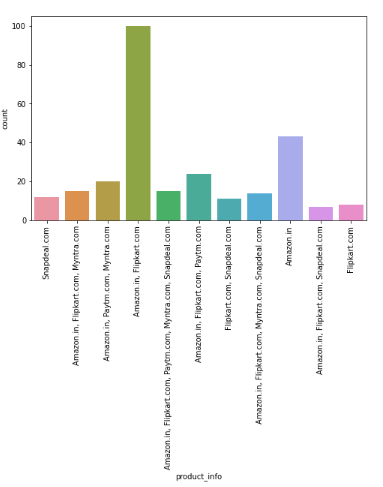 100
80
60
40
20
0
count
Snapdeal.com
Amazon.in, Flipkart.com, Myntra.com
Amazon.in, Paytm.com, Myntra.com
Amazon.in, Flipkart.com
Amazon.in, Flipkart.com, Paytm.com, Myntra.com, Snapdeal.com
Amazon.in, Flipkart.com, Paytm.com
Flipkart.com, Snapdeal.com
Amazon.in, Flipkart.com, Myntra.com, Snapdeal.com
Amazon.in
Amazon.in, Flipkart.com, Snapdeal.com
Flipkart.com
product_info